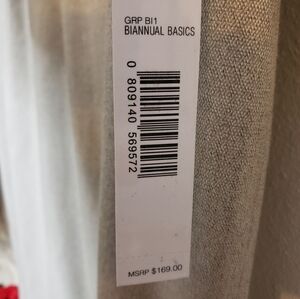 GRP BI1
BIANNUAL BASICS
0 809140 569572
MSRP $169.00